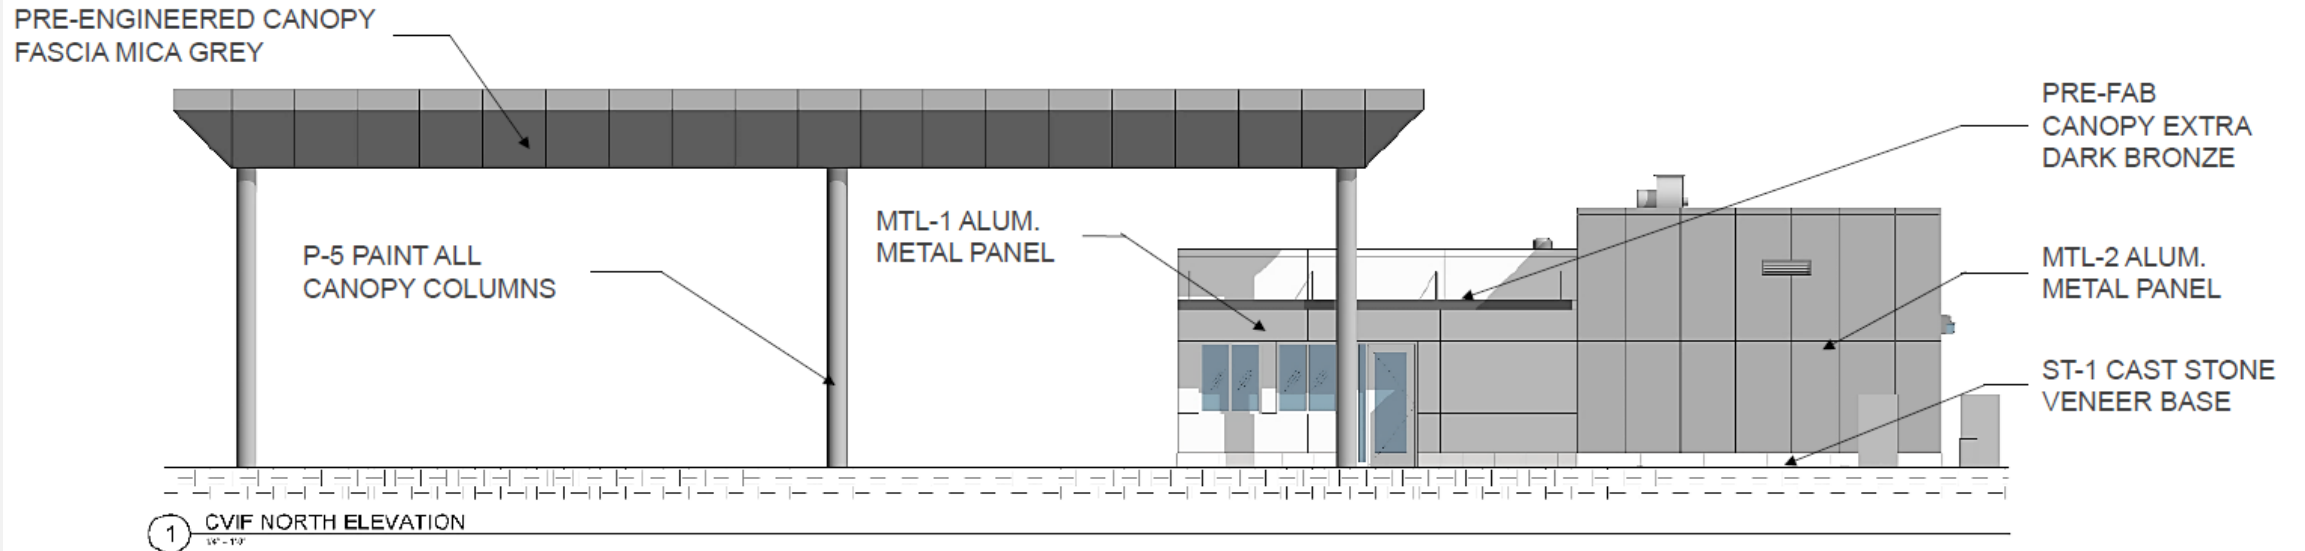 PRE-ENGINEERED CANOPY
FASCIA MICA GREY
PRE-FAB
CANOPY EXTRA
DARK BRONZE
MTL-1 ALUM.
METAL PANEL
P-5 PAINT ALL
CANOPY COLUMNS
MTL-2 ALUM.
METAL PANEL
ST-1 CAST STONE
VENEER BASE
1
CVIF NORTH ELEVATION